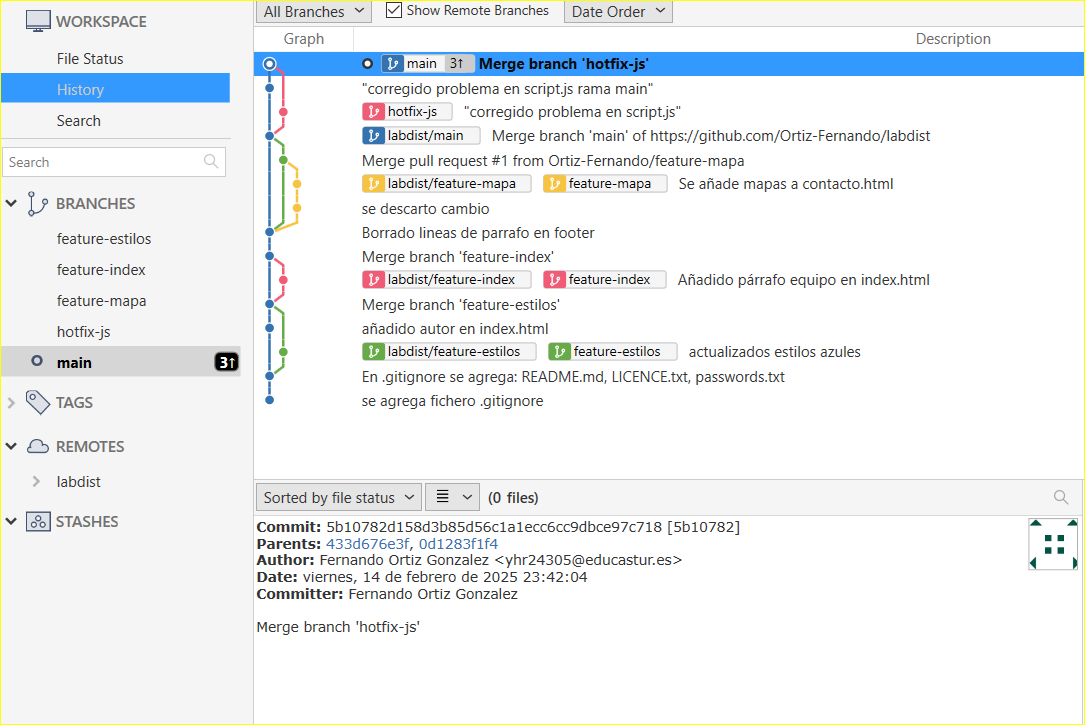 WORKSPACE
File Status
History
Search
Search
BRANCHES
feature-estilos
feature-index
feature-mapa
hotfix-js
main 3↑
TAGS
REMOTES
labdist
STASHES
All Branches Show Remote Branches Date Order
Graph Description
main 3↑ Merge branch 'hotfix-js'
"corregido problema en script.js rama main"
hotfix-js "corregido problema en script.js"
labdist/main Merge branch 'main' of https://github.com/Ortiz-Fernando/labdist
Merge pull request #1 from Ortiz-Fernando/feature-mapa
labdist/feature-mapa feature-mapa Se añade mapas a contacto.html
se descarto cambio
Borrado lineas de parrafo en footer
Merge branch 'feature-index'
labdist/feature-index feature-index Añadido párrafo equipo en index.html
Merge branch 'feature-estilos'
añadido autor en index.html
labdist/feature-estilos feature-estilos actualizados estilos azules
En .gitignore se agrega: README.md, LICENCE.txt, passwords.txt
se agrega fichero .gitignore
Sorted by file status (0 files)
Commit: 5b10782d158d3b85d56c1a1ecc6cc9dbce97c718 [5b10782]
Parents: 433d676e3f, 0d1283f1f4
Author: Fernando Ortiz Gonzalez <yhr24305@educastur.es>
Date: viernes, 14 de febrero de 2025 23:42:04
Committer: Fernando Ortiz Gonzalez
Merge branch 'hotfix-js'